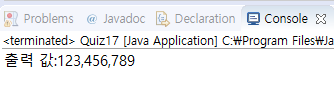 Problems @ Javadoc Declaration Console
<terminated> Quiz17 [Java Application] C:₩Program Files₩Ja
출력 값:123,456,789